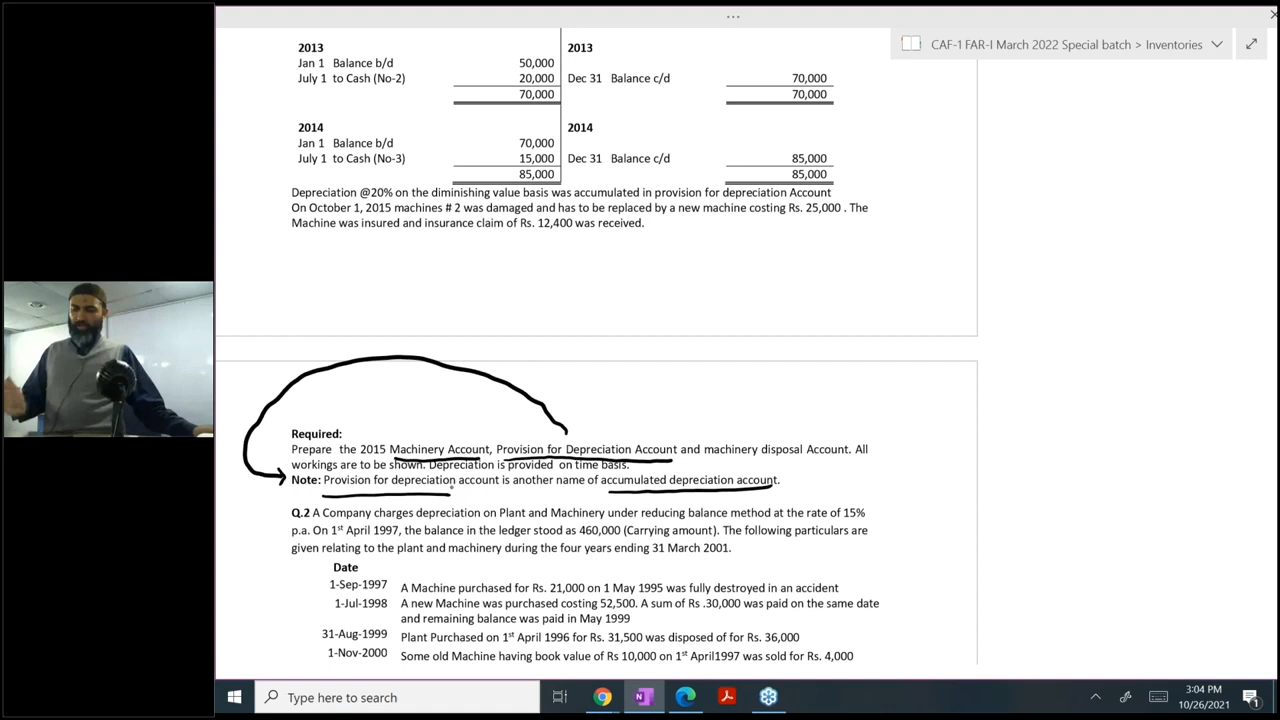 CAF-1 FAR-I March 2022 Special batch > Inventories
2013 2013
Jan 1 Balance b/d 50,000
July 1 to Cash (No-2) 20,000 Dec 31 Balance c/d 70,000
70,000 70,000
2014 2014
Jan 1 Balance b/d 70,000
July 1 to Cash (No-3) 15,000 Dec 31 Balance c/d 85,000
85,000 85,000
Depreciation @20% on the diminishing value basis was accumulated in provision for depreciation Account
On October 1, 2015 machines # 2 was damaged and has to be replaced by a new machine costing Rs. 25,000 . The
Machine was insured and insurance claim of Rs. 12,400 was received.
Required:
Prepare the 2015 Machinery Account, Provision for Depreciation Account and machinery disposal Account. All
workings are to be shown. Depreciation is provided on time basis.
Note: Provision for depreciation account is another name of accumulated depreciation account.
Q.2 A Company charges depreciation on Plant and Machinery under reducing balance method at the rate of 15%
p.a. On 1st April 1997, the balance in the ledger stood as 460,000 (Carrying amount). The following particulars are
given relating to the plant and machinery during the four years ending 31 March 2001.
Date
1-Sep-1997 A Machine purchased for Rs. 21,000 on 1 May 1995 was fully destroyed in an accident
1-Jul-1998 A new Machine was purchased costing 52,500. A sum of Rs .30,000 was paid on the same date
and remaining balance was paid in May 1999
31-Aug-1999 Plant Purchased on 1st April 1996 for Rs. 31,500 was disposed of for Rs. 36,000
1-Nov-2000 Some old Machine having book value of Rs 10,000 on 1st April1997 was sold for Rs. 4,000
Type here to search
3:04 PM
10/26/2021
1